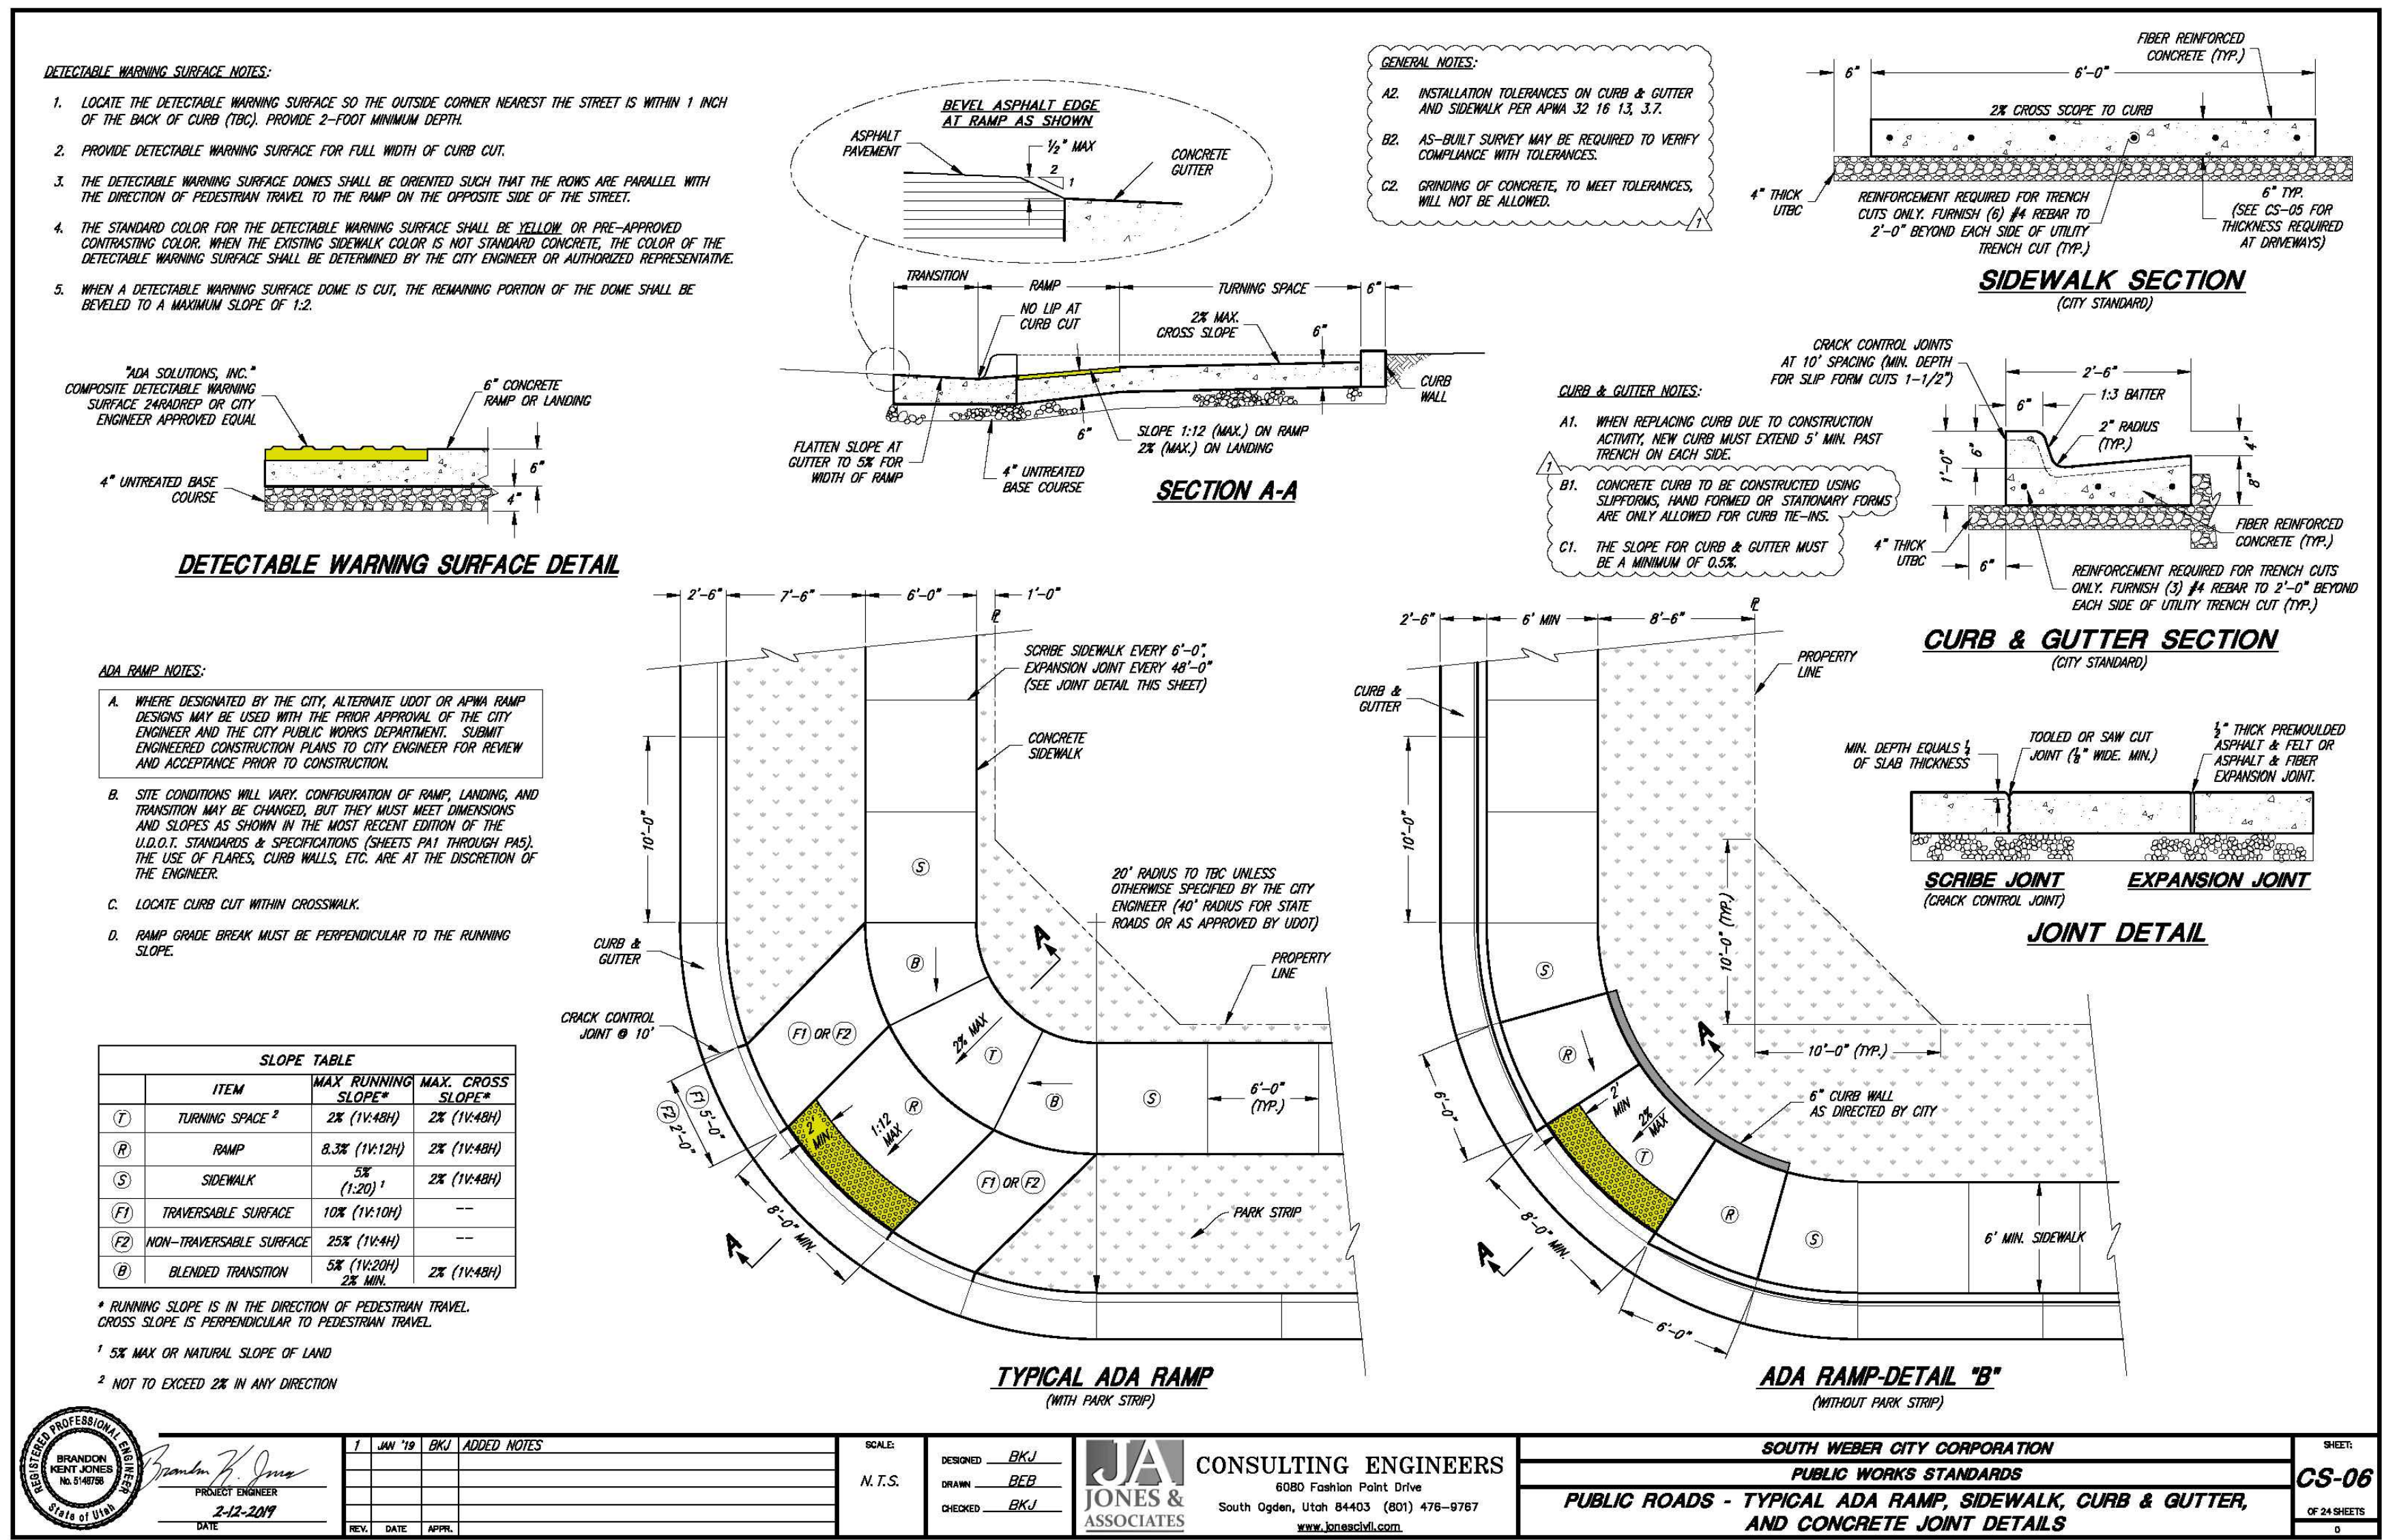 DETECTABLE WARNING SURFACE NOTES:
1. LOCATE THE DETECTABLE WARNING SURFACE SO THE OUTSIDE CORNER NEAREST THE STREET IS WITHIN 1 INCH
OF THE BACK OF CURB (TBC). PROVIDE 2-FOOT MINIMUM DEPTH.
2. PROVIDE DETECTABLE WARNING SURFACE FOR FULL WIDTH OF CURB CUT.
3. THE DETECTABLE WARNING SURFACE DOMES SHALL BE ORIENTED SUCH THAT THE ROWS ARE PARALLEL WITH
THE DIRECTION OF PEDESTRIAN TRAVEL TO THE RAMP ON THE OPPOSITE SIDE OF THE STREET.
4. THE STANDARD COLOR FOR THE DETECTABLE WARNING SURFACE SHALL BE YELLOW OR PRE-APPROVED
CONTRASTING COLOR. WHEN THE EXISTING SIDEWALK COLOR IS NOT STANDARD CONCRETE, THE COLOR OF THE
DETECTABLE WARNING SURFACE SHALL BE DETERMINED BY THE CITY ENGINEER OR AUTHORIZED REPRESENTATIVE.
5. WHEN A DETECTABLE WARNING SURFACE DOME IS CUT, THE REMAINING PORTION OF THE DOME SHALL BE
BEVELED TO A MAXIMUM SLOPE OF 1:2.
"ADA SOLUTIONS, INC."
COMPOSITE DETECTABLE WARNING
SURFACE 24RADREP OR CITY
ENGINEER APPROVED EQUAL
6" CONCRETE
RAMP OR LANDING
4" UNTREATED BASE
COURSE
6"
4"
DETECTABLE WARNING SURFACE DETAIL
BEVEL ASPHALT EDGE
AT RAMP AS SHOWN
ASPHALT
PAVEMENT
½" MAX
2
1
CONCRETE
GUTTER
TRANSITION
RAMP
TURNING SPACE
6"
NO LIP AT
CURB CUT
2% MAX.
CROSS SLOPE
6"
CURB
WALL
FLATTEN SLOPE AT
GUTTER TO 5% FOR
WIDTH OF RAMP
4" UNTREATED
BASE COURSE
6"
SLOPE 1:12 (MAX.) ON RAMP
2% (MAX.) ON LANDING
SECTION A-A
GENERAL NOTES:
A2. INSTALLATION TOLERANCES ON CURB & GUTTER
AND SIDEWALK PER APWA 32 16 13, 3.7.
B2. AS-BUILT SURVEY MAY BE REQUIRED TO VERIFY
COMPLIANCE WITH TOLERANCES.
C2. GRINDING OF CONCRETE, TO MEET TOLERANCES,
WILL NOT BE ALLOWED.
1
FIBER REINFORCED
CONCRETE (TYP.)
6"
6'-0"
2% CROSS SCOPE TO CURB
4" THICK
UTBC
REINFORCEMENT REQUIRED FOR TRENCH
CUTS ONLY. FURNISH (6) #4 REBAR TO
2'-0" BEYOND EACH SIDE OF UTILITY
TRENCH CUT (TYP.)
6" TYP.
(SEE CS-05 FOR
THICKNESS REQUIRED
AT DRIVEWAYS)
SIDEWALK SECTION
(CITY STANDARD)
CURB & GUTTER NOTES:
A1. WHEN REPLACING CURB DUE TO CONSTRUCTION
ACTIVITY, NEW CURB MUST EXTEND 5' MIN. PAST
TRENCH ON EACH SIDE.
1
B1. CONCRETE CURB TO BE CONSTRUCTED USING
SLIPFORMS, HAND FORMED OR STATIONARY FORMS
ARE ONLY ALLOWED FOR CURB TIE-INS.
C1. THE SLOPE FOR CURB & GUTTER MUST
BE A MINIMUM OF 0.5%.
CRACK CONTROL JOINTS
AT 10' SPACING (MIN. DEPTH
FOR SLIP FORM CUTS 1-1/2")
2'-6"
6"
1:3 BATTER
2" RADIUS
(TYP.)
1'-0"
6"
4"
8"
4" THICK
UTBC
6"
FIBER REINFORCED
CONCRETE (TYP.)
REINFORCEMENT REQUIRED FOR TRENCH CUTS
ONLY. FURNISH (3) #4 REBAR TO 2'-0" BEYOND
EACH SIDE OF UTILITY TRENCH CUT (TYP.)
CURB & GUTTER SECTION
(CITY STANDARD)
ADA RAMP NOTES:
A. WHERE DESIGNATED BY THE CITY, ALTERNATE UDOT OR APWA RAMP
DESIGNS MAY BE USED WITH THE PRIOR APPROVAL OF THE CITY
ENGINEER AND THE CITY PUBLIC WORKS DEPARTMENT. SUBMIT
ENGINEERED CONSTRUCTION PLANS TO CITY ENGINEER FOR REVIEW
AND ACCEPTANCE PRIOR TO CONSTRUCTION.
B. SITE CONDITIONS WILL VARY. CONFIGURATION OF RAMP, LANDING, AND
TRANSITION MAY BE CHANGED, BUT THEY MUST MEET DIMENSIONS
AND SLOPES AS SHOWN IN THE MOST RECENT EDITION OF THE
U.D.O.T. STANDARDS & SPECIFICATIONS (SHEETS PA1 THROUGH PA5).
THE USE OF FLARES, CURB WALLS, ETC. ARE AT THE DISCRETION OF
THE ENGINEER.
C. LOCATE CURB CUT WITHIN CROSSWALK.
D. RAMP GRADE BREAK MUST BE PERPENDICULAR TO THE RUNNING
SLOPE.
SLOPE TABLE
ITEM MAX RUNNING SLOPE* MAX. CROSS SLOPE*
T TURNING SPACE 2 2% (1V:48H) 2% (1V:48H)
R RAMP 8.3% (1V:12H) 2% (1V:48H)
S SIDEWALK 5% (1:20) 1 2% (1V:48H)
F1 TRAVERSABLE SURFACE 10% (1V:10H) --
F2 NON-TRAVERSABLE SURFACE 25% (1V:4H) --
B BLENDED TRANSITION 5% (1V:20H) 2% MIN. 2% (1V:48H)
* RUNNING SLOPE IS IN THE DIRECTION OF PEDESTRIAN TRAVEL.
CROSS SLOPE IS PERPENDICULAR TO PEDESTRIAN TRAVEL.
1 5% MAX OR NATURAL SLOPE OF LAND
2 NOT TO EXCEED 2% IN ANY DIRECTION
2'-6"
7'-6"
6'-0"
1'-0"
PL
SCRIBE SIDEWALK EVERY 6'-0",
EXPANSION JOINT EVERY 48'-0"
(SEE JOINT DETAIL THIS SHEET)
CONCRETE
SIDEWALK
10'-0"
S
20' RADIUS TO TBC UNLESS
OTHERWISE SPECIFIED BY THE CITY
ENGINEER (40' RADIUS FOR STATE
ROADS OR AS APPROVED BY UDOT)
CURB &
GUTTER
B
A
PROPERTY
LINE
CRACK CONTROL
JOINT @ 10'
F1 OR F2
2% MAX
T
F1 5'-0"
F2 2'-0"
2'
MIN.
1:12
MAX
R
B
S
6'-0"
(TYP.)
F1 OR F2
8'-0" MIN.
A
PARK STRIP
TYPICAL ADA RAMP
(WITH PARK STRIP)
2'-6"
6' MIN
8'-6"
PL
PROPERTY
LINE
CURB &
GUTTER
10'-0"
10'-0" (TYP.)
S
A
10'-0" (TYP.)
R
6'-0"
2'
MIN
2%
MAX
T
6" CURB WALL
AS DIRECTED BY CITY
R
S
6' MIN. SIDEWALK
8'-0" MIN.
A
6'-0"
ADA RAMP-DETAIL "B"
(WITHOUT PARK STRIP)
MIN. DEPTH EQUALS ¼
OF SLAB THICKNESS
TOOLED OR SAW CUT
JOINT (⅛" WIDE. MIN.)
½" THICK PREMOULDED
ASPHALT & FELT OR
ASPHALT & FIBER
EXPANSION JOINT.
SCRIBE JOINT
(CRACK CONTROL JOINT)
EXPANSION JOINT
JOINT DETAIL
REGISTERED PROFESSIONAL ENGINEER
BRANDON
KENT JONES
No. 5148758
State of Utah
Brandon K. Jones
PROJECT ENGINEER
2-12-2019
DATE
1 JAN '19 BKJ ADDED NOTES
REV. DATE APPR.
SCALE:
N.T.S.
DESIGNED BKJ
DRAWN BEB
CHECKED BKJ
JA
JONES &
ASSOCIATES
CONSULTING ENGINEERS
6080 Fashion Point Drive
South Ogden, Utah 84403 (801) 476-9767
www.jonescivil.com
SOUTH WEBER CITY CORPORATION
PUBLIC WORKS STANDARDS
PUBLIC ROADS - TYPICAL ADA RAMP, SIDEWALK, CURB & GUTTER,
AND CONCRETE JOINT DETAILS
SHEET:
CS-06
OF 24 SHEETS
0